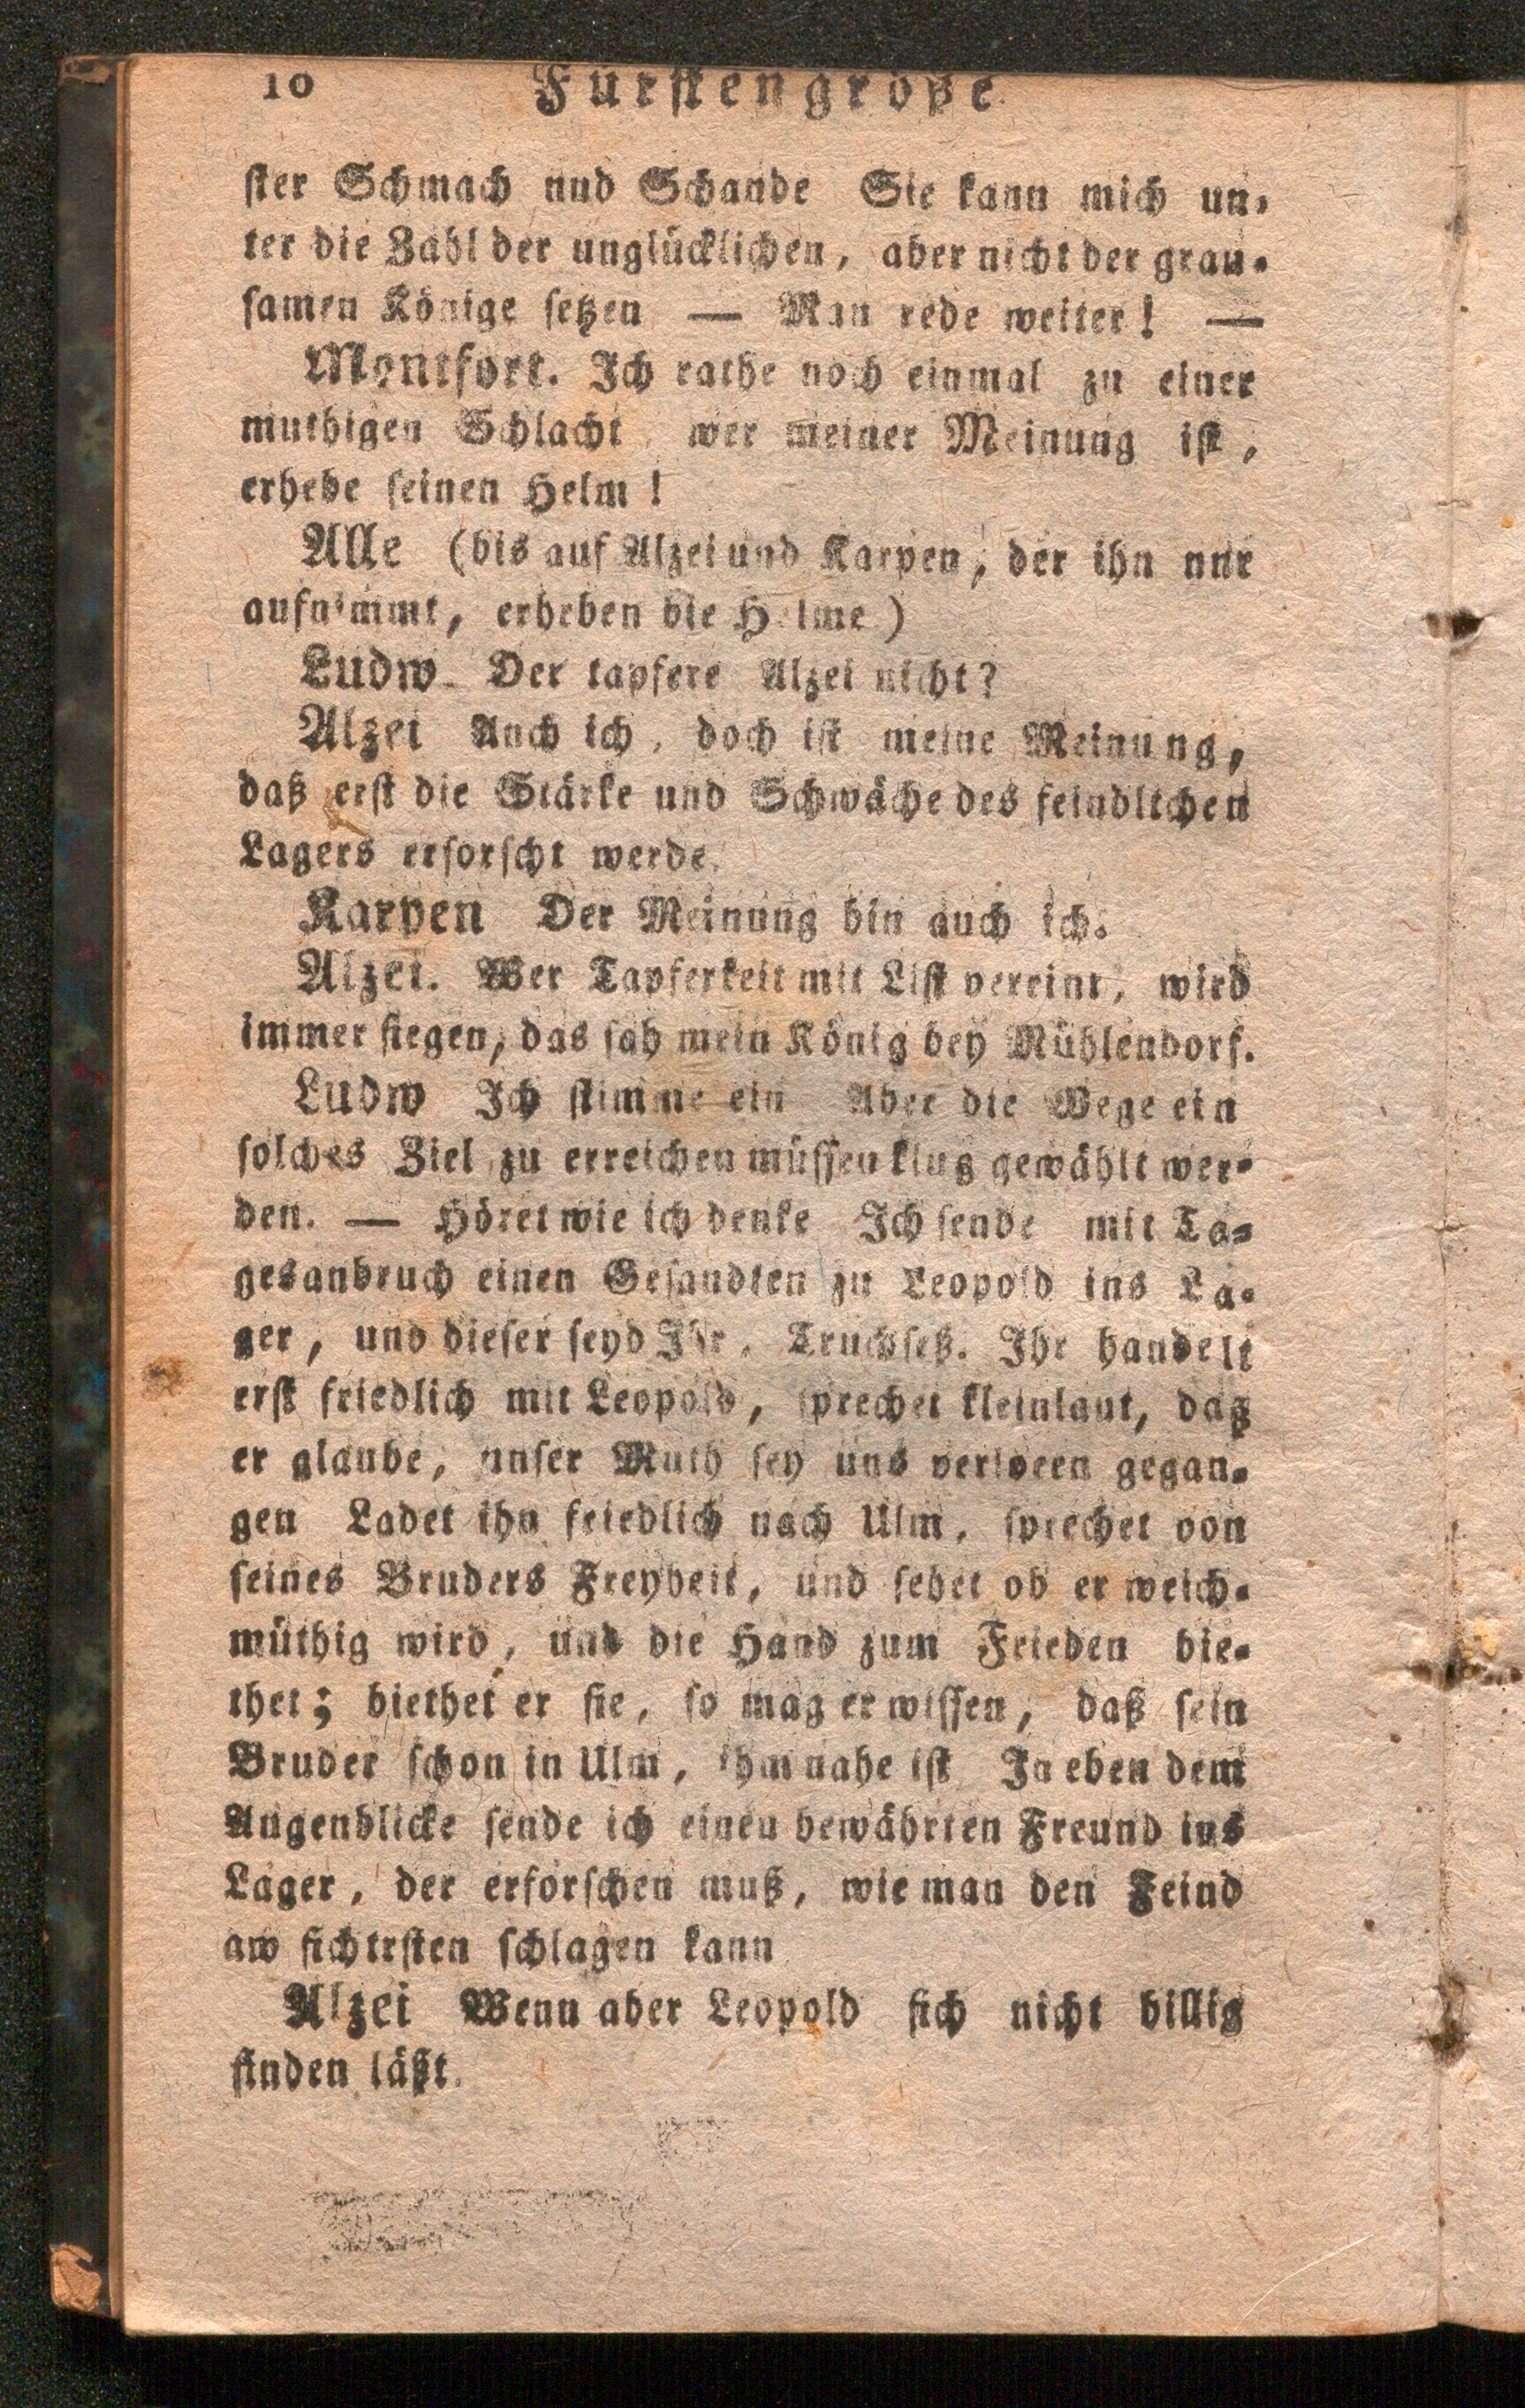 10 Fürstengröße
ster Schmach nnd Schande Sie kann mich un-
ter die Zahl der unglücklichen, aber nicht der grau-
samen Könige setzen — Man rede weiter! —
Montfort. Ich rathe noch einmal zu einer
muthigen Schlacht wer meiner Meinung ist,
erhebe seinen Helm!
Alle (bis auf Alzei und Karpen, der ihn nur
aufnimmt, erheben die Helme)
Ludw. Der tapfere Alzei nicht?
Alzei Auch ich, doch ist meine Meinung,
daß erst die Stärke und Schwäche des feindlichen
Lagers erforscht werde.
Karpen Der Meinung bin auch ich.
Alzei. Wer Tapferkeit mit List vereint, wird
immer siegen, das sah mein König bey Mühlendorf.
Ludw Ich stimme ein Aber die Wege ein
solches Ziel zu erreichen müssen klug gewählt wer-
den. — Höret wie ich denke Ich sende mit Ta-
gesanbruch einen Gesandten zu Leopold ins La-
ger, und dieser seyd Ihr, Truchseß. Ihr handelt
erst friedlich mit Leopold, sprechet kleinlaut, daß
er glaube, unser Muth sey uns verloren gegan-
gen Ladet ihn friedlich nach Ulm, sprechet von
seines Bruders Freyheit, und sehet ob er weich-
müthig wird, und die Hand zum Frieden bie-
thet; biethet er sie, so mag er wissen, daß sein
Bruder schon in Ulm, ihm nahe ist In eben dem
Augenblicke sende ich einen bewährten Freund ins
Lager, der erforschen muß, wie man den Feind
aw sichersten schlagen kann
Alzei Wenn aber Leopold sich nicht billig
finden läßt.